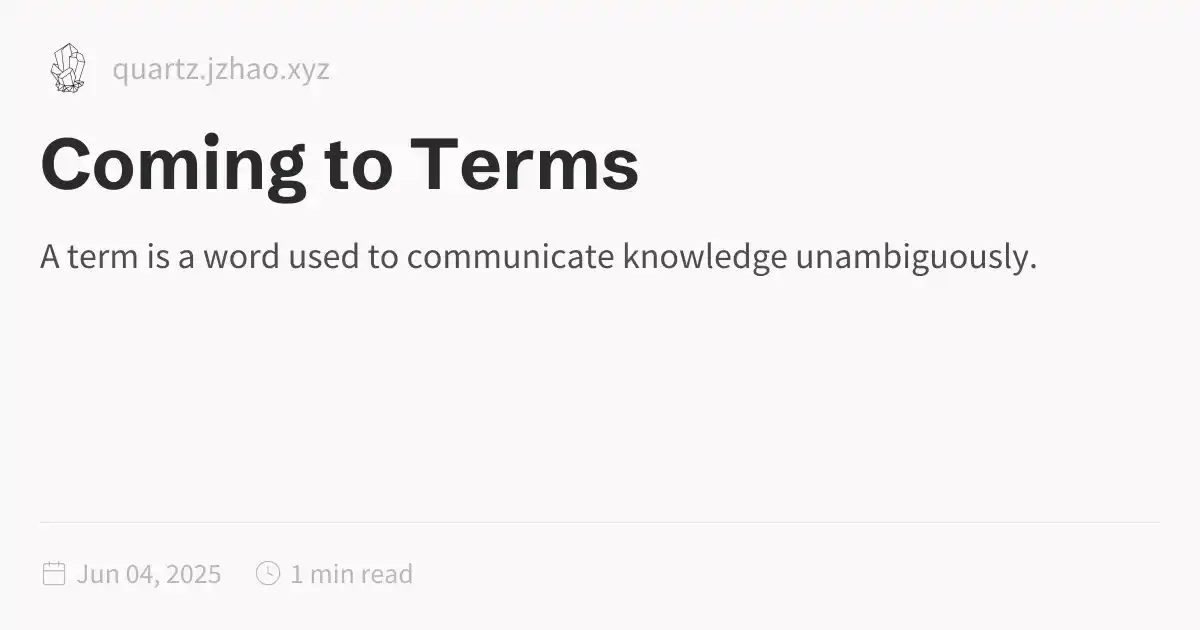 quartz.jzhao.xyz
Coming to Terms
A term is a word used to communicate knowledge unambiguously.
Jun 04, 2025 1 min read